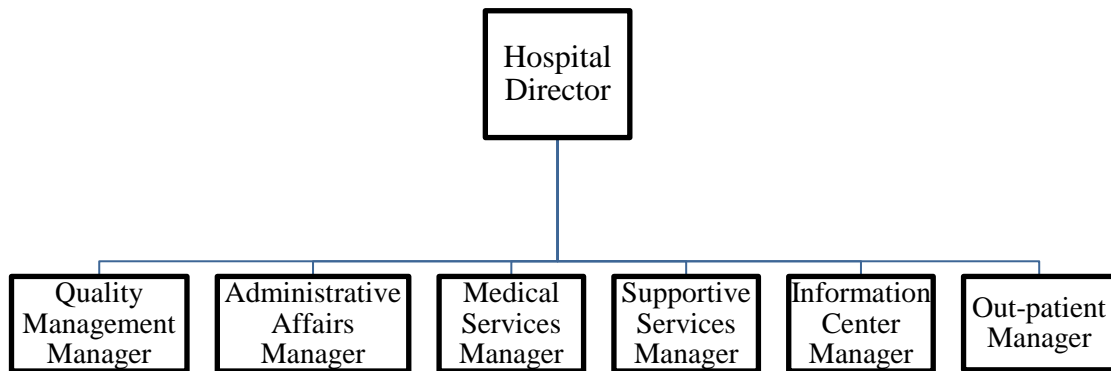 Hospital
Director
Quality
Management
Manager
Administrative
Affairs
Manager
Medical
Services
Manager
Supportive
Services
Manager
Information
Center
Manager
Out-patient
Manager